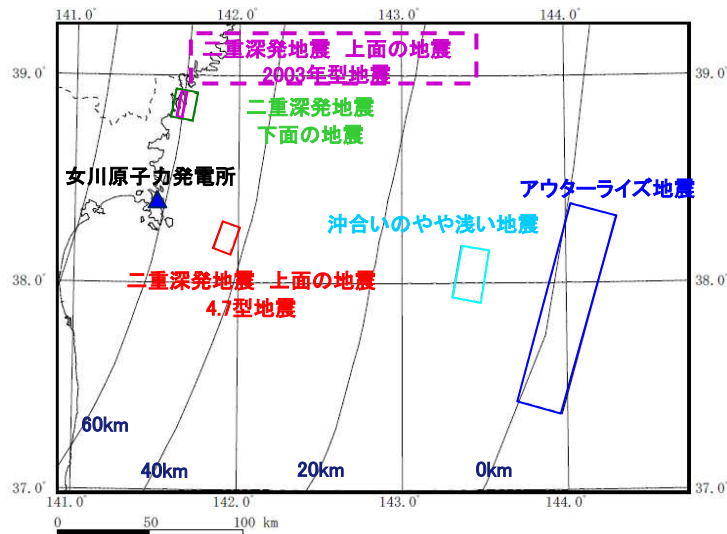 141.0° 142.0° 143.0° 144.0°
二重深発地震 上面の地震
2003年型地震
39.0° 39.0°
二重深発地震
下面の地震
女川原子力発電所
アウターライズ地震
沖合いのやや浅い地震
38.0° 38.0°
二重深発地震 上面の地震
4.7型地震
60km
40km 20km 0km
37.0° 37.0°
141.0° 142.0° 143.0° 144.0°
0 50 100 km